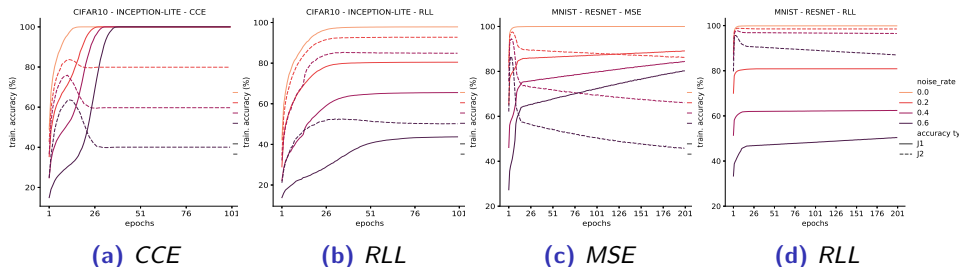 CIFAR10 - INCEPTION-LITE - CCE
train. accuracy (%)
100
80
60
40
20
1 26 51 76 101
epochs
(a) CCE
CIFAR10 - INCEPTION-LITE - RLL
train. accuracy (%)
100
80
60
40
20
1 26 51 76 101
epochs
(b) RLL
MNIST - RESNET - MSE
train. accuracy (%)
100
80
60
40
20
1 26 51 76 101 126 151 176 201
epochs
(c) MSE
MNIST - RESNET - RLL
train. accuracy (%)
100
80
60
40
20
1 26 51 76 101 126 151 176 201
epochs
(d) RLL
noise_rate
0.0
0.2
0.4
0.6
accuracy ty
J1
J2